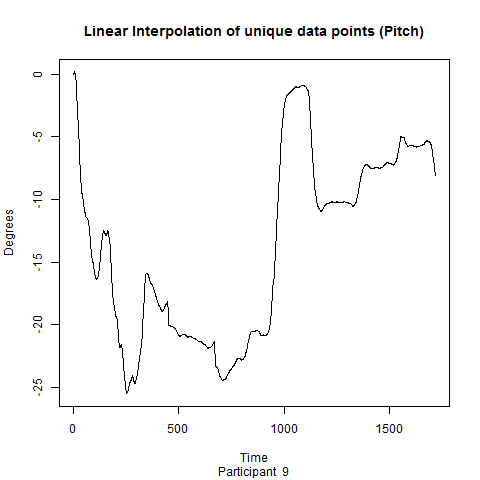 Linear Interpolation of unique data points (Pitch)
Degrees
0
-5
-10
-15
-20
-25
0 500 1000 1500
Time
Participant 9